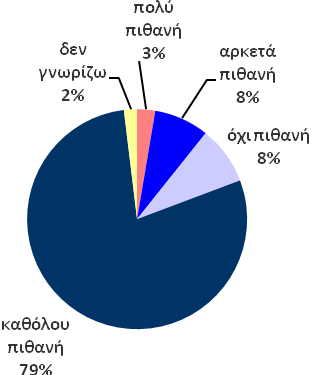 πολύ
πιθανή
3%
δεν
γνωρίζω
2%
αρκετά
πιθανή
8%
όχι πιθανή
8%
καθόλου
πιθανή
79%